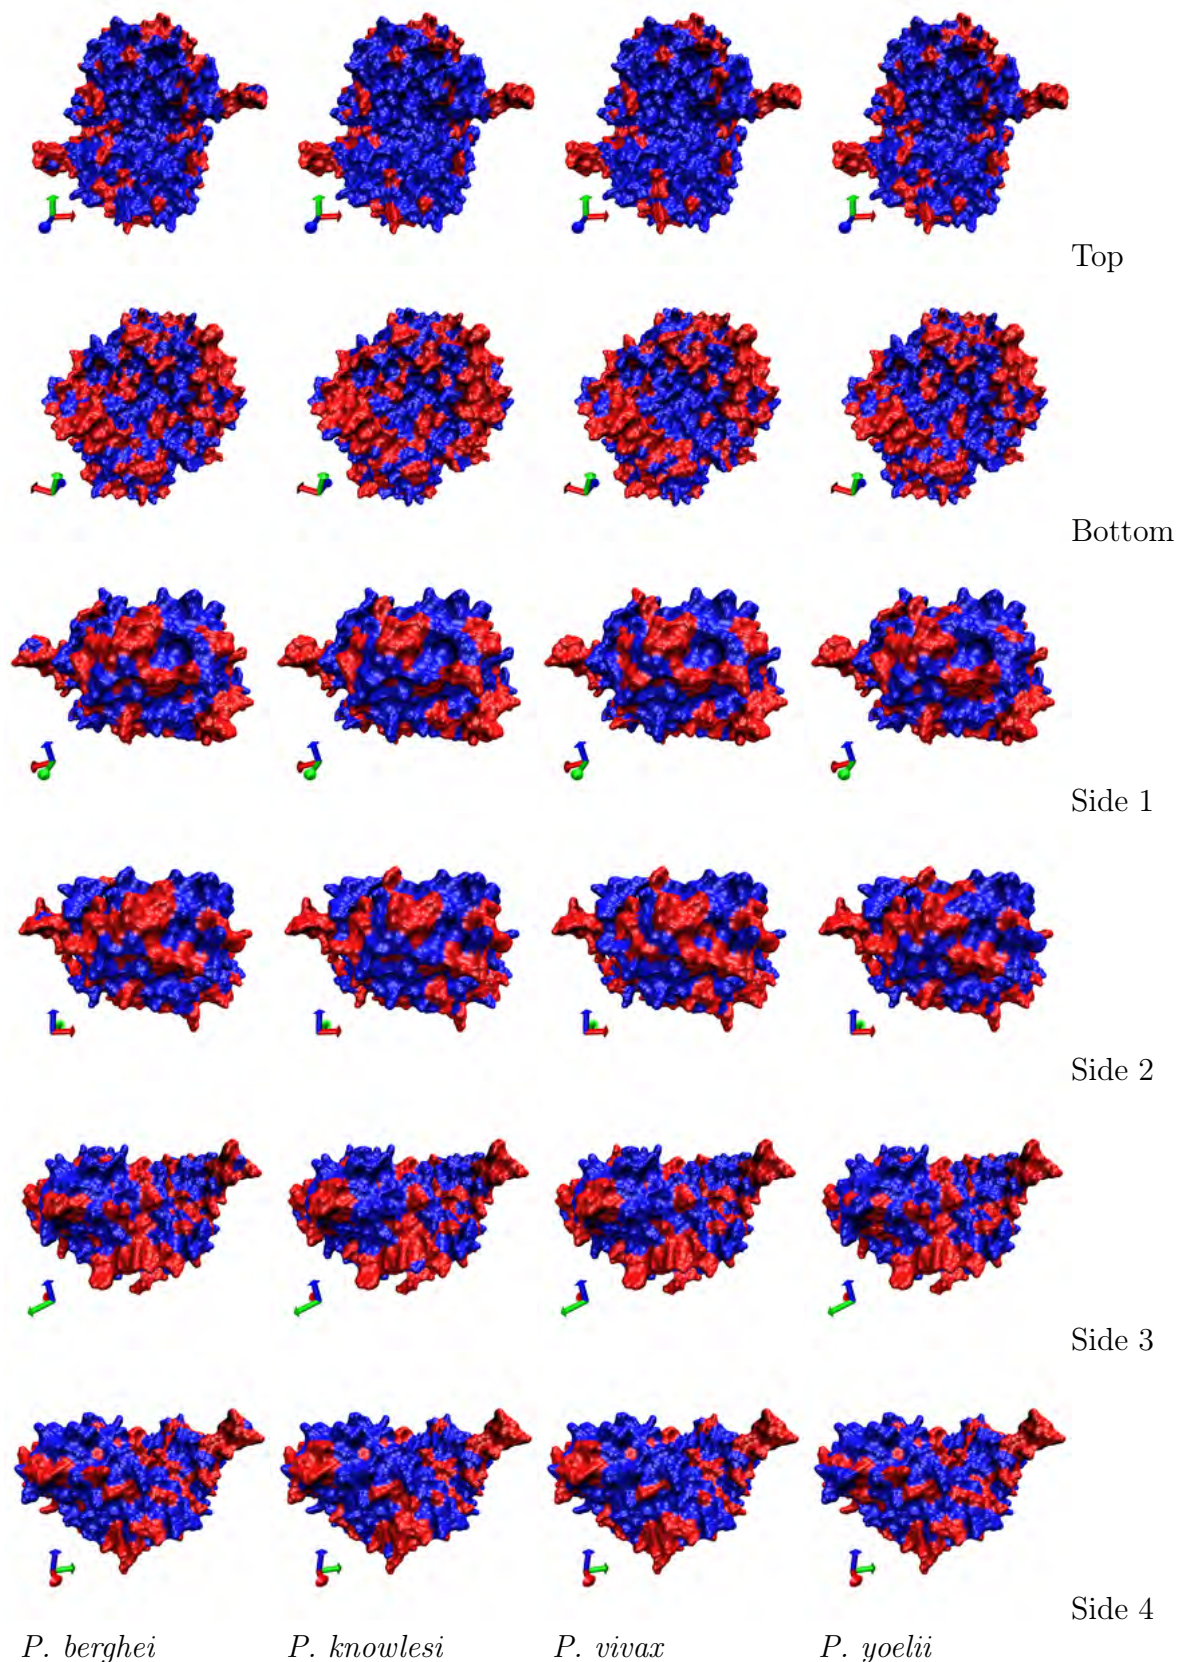 Top
Bottom
Side 1
Side 2
Side 3
Side 4
P. berghei P. knowlesi P. vivax P. yoelii